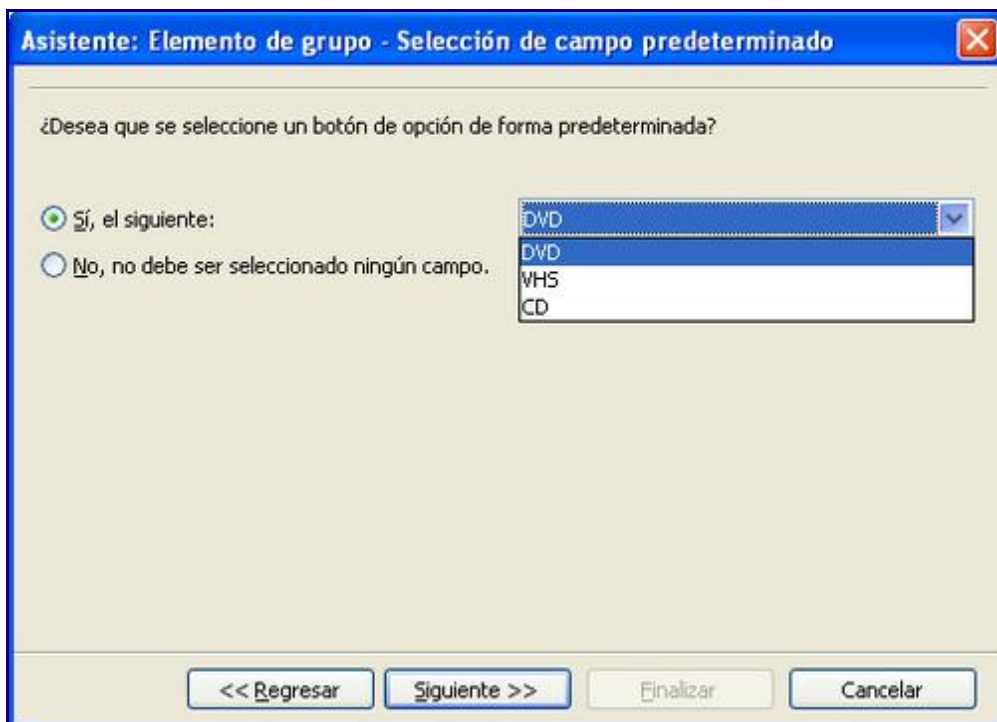 Asistente: Elemento de grupo - Selección de campo predeterminado
¿Desea que se seleccione un botón de opción de forma predeterminada?
Sí, el siguiente:
DVD
DVD
No, no debe ser seleccionado ningún campo.
VHS
CD
<< Regresar
Siguiente >>
Finalizar
Cancelar